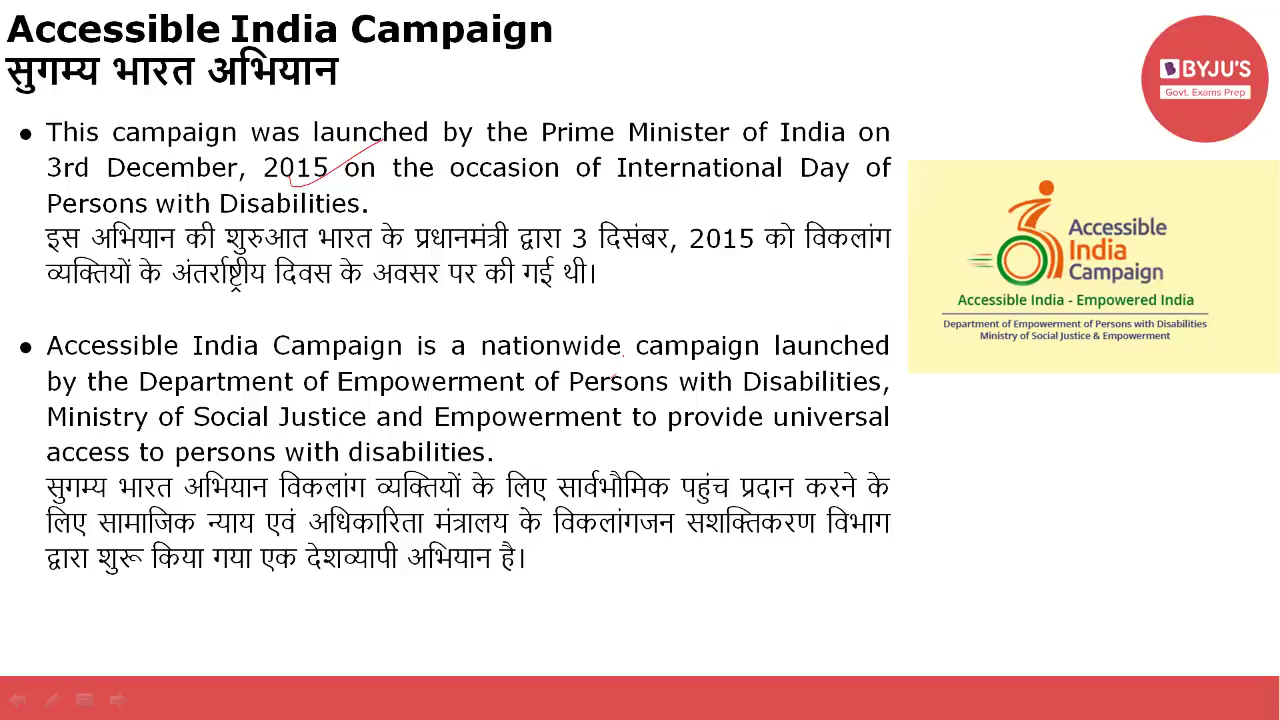 Accessible India Campaign
सुगम्य भारत अभियान
BYJU'S
Govt. Exams Prep
• This campaign was launched by the Prime Minister of India on
3rd December, 2015 on the occasion of International Day of
Persons with Disabilities.
इस अभियान की शुरुआत भारत के प्रधानमंत्री द्वारा 3 दिसंबर, 2015 को विकलांग
व्यक्तियों के अंतर्राष्ट्रीय दिवस के अवसर पर की गई थी।
• Accessible India Campaign is a nationwide campaign launched
by the Department of Empowerment of Persons with Disabilities,
Ministry of Social Justice and Empowerment to provide universal
access to persons with disabilities.
सुगम्य भारत अभियान विकलांग व्यक्तियों के लिए सार्वभौमिक पहुंच प्रदान करने के
लिए सामाजिक न्याय एवं अधिकारिता मंत्रालय के विकलांगजन सशक्तिकरण विभाग
द्वारा शुरू किया गया एक देशव्यापी अभियान है।
Accessible
India
Campaign
Accessible India - Empowered India
Department of Empowerment of Persons with Disabilities
Ministry of Social Justice & Empowerment